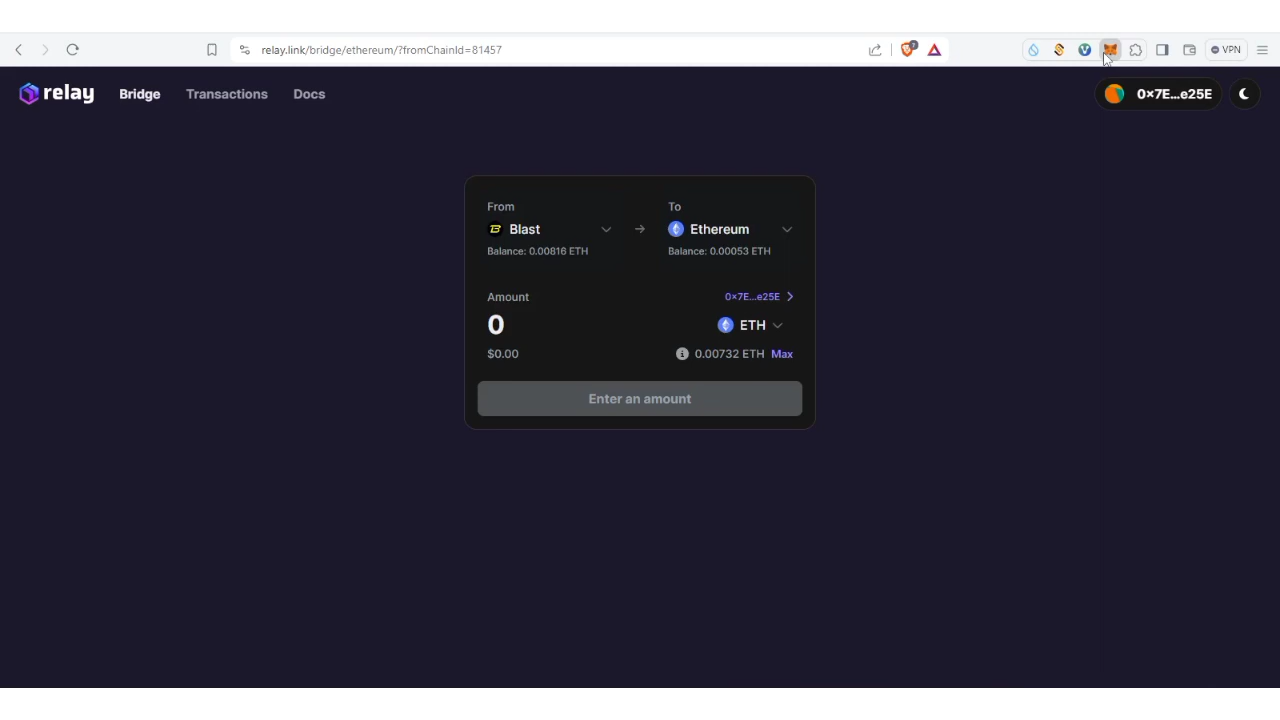 relay.link/bridge/ethereum/?fromChainId=81457
7
VPN
relay Bridge Transactions Docs
0x7E...e25E
From To
Blast Ethereum
Balance: 0.00816 ETH Balance: 0.00053 ETH
Amount 0x7E...e25E
0 ETH
$0.00 0.00732 ETH Max
Enter an amount